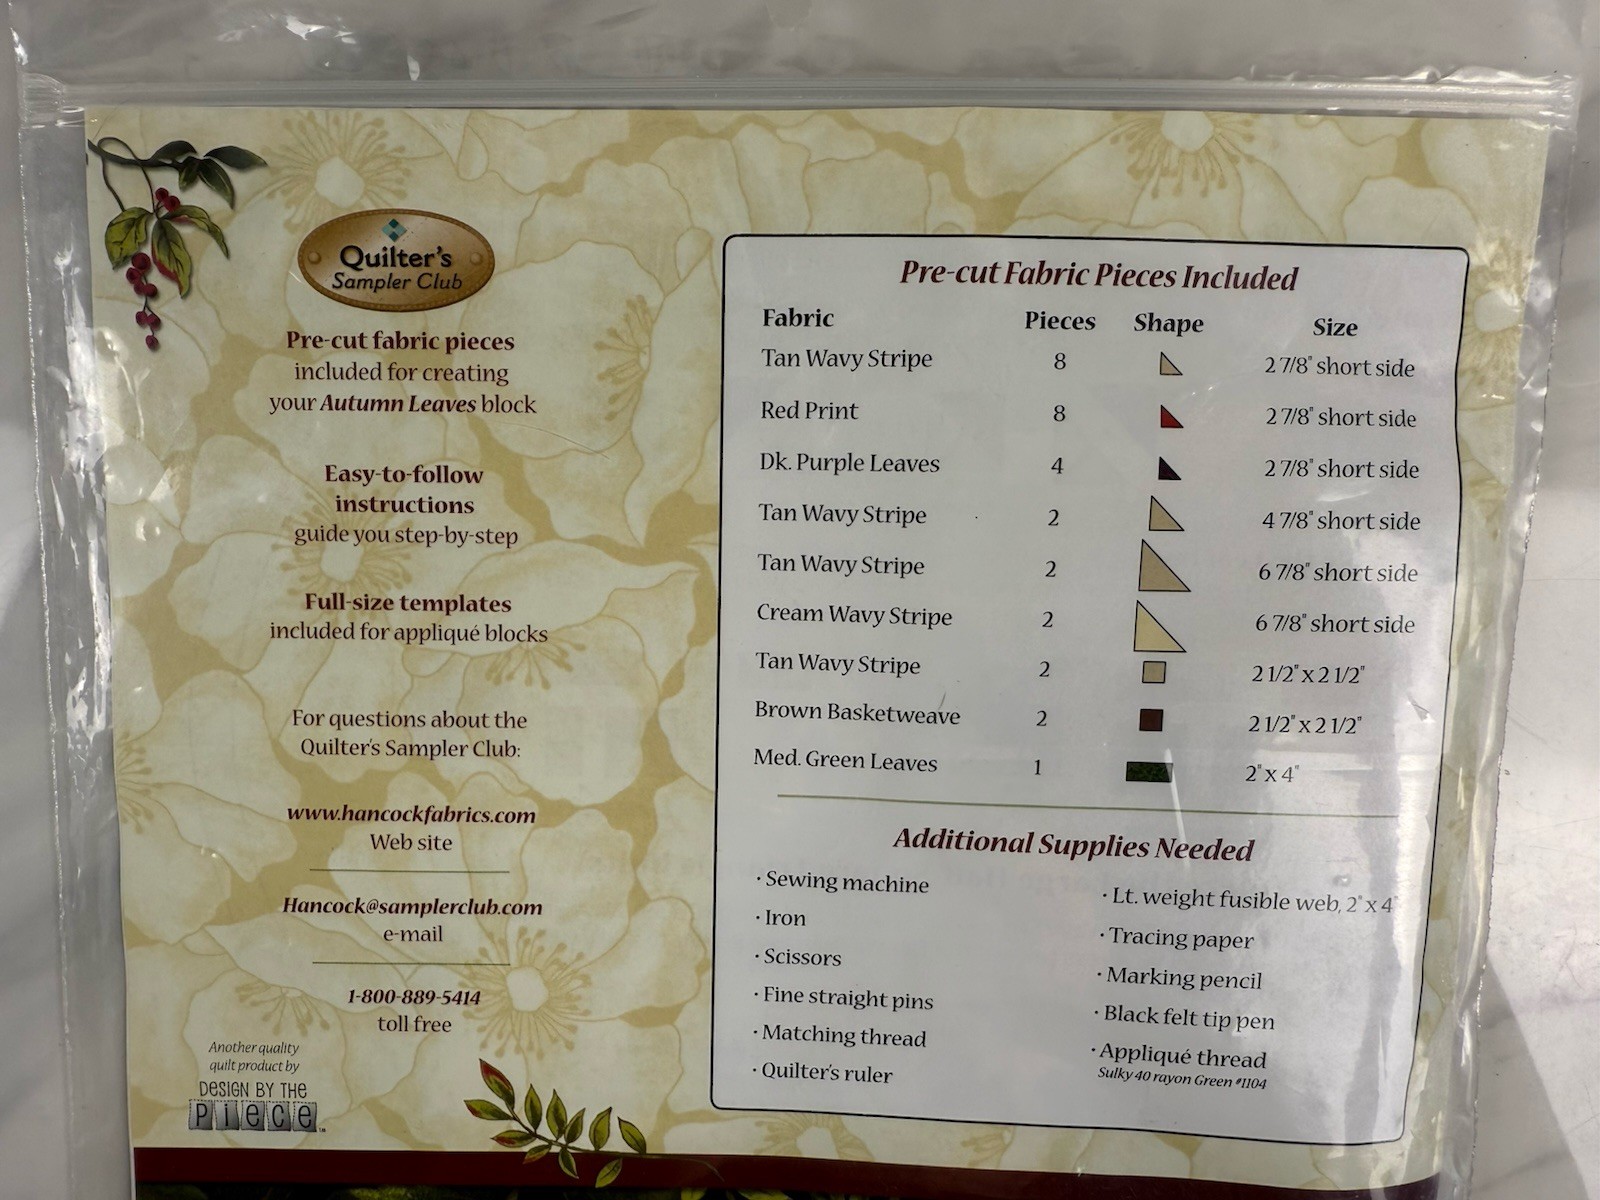 Quilter's
Sampler Club
Pre-cut fabric pieces
included for creating
your Autumn Leaves block
Easy-to-follow
instructions
guide you step-by-step
Full-size templates
included for appliqué blocks
For questions about the
Quilter's Sampler Club:
www.hancockfabrics.com
Web site
Hancock@samplerclub.com
e-mail
1-800-889-5414
toll free
Another quality
quilt product by
DESIGN BY THE
Piece™
Pre-cut Fabric Pieces Included
Fabric Pieces Shape Size
Tan Wavy Stripe 8 2 7/8" short side
Red Print 8 2 7/8" short side
Dk. Purple Leaves 4 2 7/8" short side
Tan Wavy Stripe 2 4 7/8" short side
Tan Wavy Stripe 2 6 7/8" short side
Cream Wavy Stripe 2 6 7/8" short side
Tan Wavy Stripe 2 2 1/2" x 2 1/2"
Brown Basketweave 2 2 1/2" x 2 1/2"
Med. Green Leaves 1 2" x 4"
Additional Supplies Needed
· Sewing machine
· Iron
· Scissors
· Fine straight pins
· Matching thread
· Quilter's ruler
· Lt. weight fusible web, 2" x 4"
· Tracing paper
· Marking pencil
· Black felt tip pen
· Appliqué thread
Sulky 40 rayon Green #1104